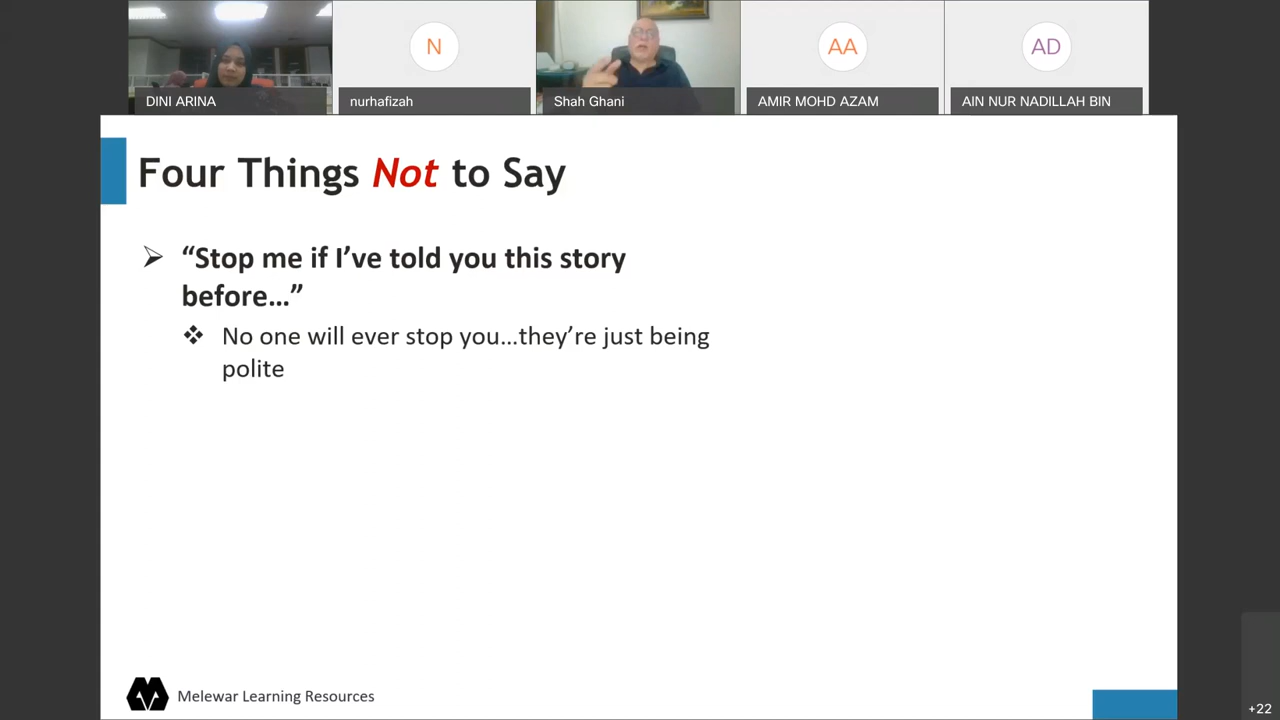 DINI ARINA
N
nurhafizah
Shah Ghani
AA
AMIR MOHD AZAM
AD
AIN NUR NADILLAH BIN
Four Things Not to Say
“Stop me if I’ve told you this story
before…”
No one will ever stop you…they’re just being
polite
Melewar Learning Resources
+22